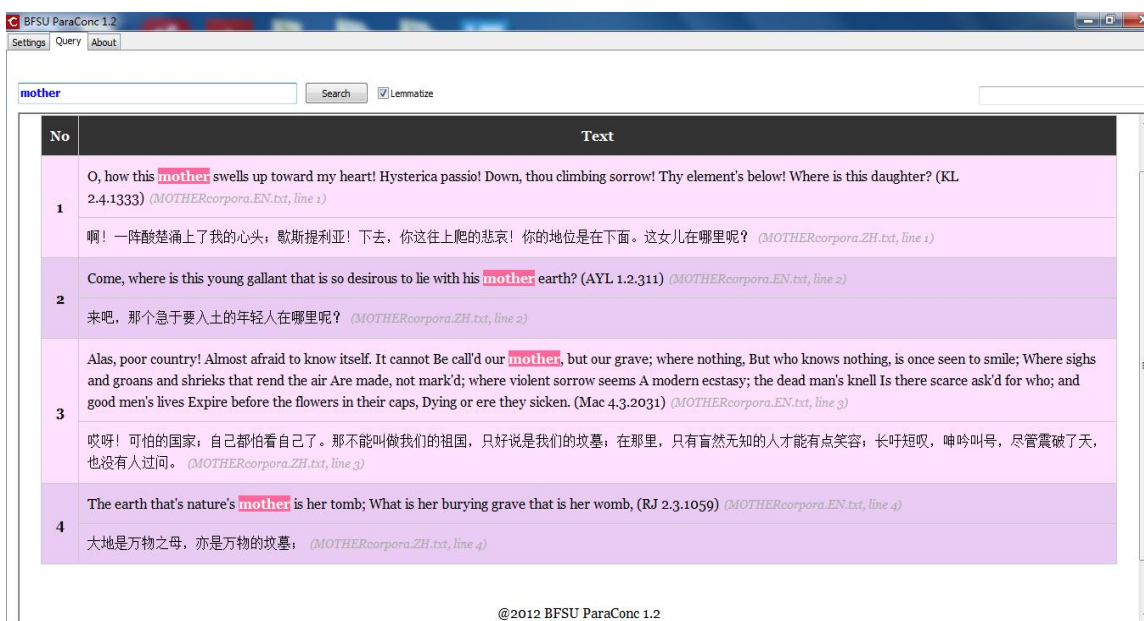 BFSU ParaConc 1.2
Settings Query About
mother Search Lemmatize
No Text
1
O, how this mother swells up toward my heart! Hysterica passio! Down, thou climbing sorrow! Thy element's below! Where is this daughter? (KL
2.4.1333) (MOTHERcorpora.EN.txt, line 1)
啊！一阵酸楚涌上了我的心头；歇斯提利亚！下去，你这往上爬的悲哀！你的地位是在下面。这女儿在哪里呢？ (MOTHERcorpora.ZH.txt, line 1)
2
Come, where is this young gallant that is so desirous to lie with his mother earth? (AYL 1.2.311) (MOTHERcorpora.EN.txt, line 2)
来吧，那个急于要入土的年轻人在哪里呢？ (MOTHERcorpora.ZH.txt, line 2)
3
Alas, poor country! Almost afraid to know itself. It cannot Be call'd our mother, but our grave; where nothing, But who knows nothing, is once seen to smile; Where sighs
and groans and shrieks that rend the air Are made, not mark'd; where violent sorrow seems A modern ecstasy; the dead man's knell Is there scarce ask'd for who; and
good men's lives Expire before the flowers in their caps, Dying or ere they sicken. (Mac 4.3.2031) (MOTHERcorpora.EN.txt, line 3)
哎呀！可怕的国家；自己都怕看自己了。那不能叫做我们的祖国，只好说是我们的坟墓；在那里，只有盲然无知的人才能有点笑容；长吁短叹，呻吟叫号，尽管震破了天，
也没有人过问。 (MOTHERcorpora.ZH.txt, line 3)
4
The earth that's nature's mother is her tomb; What is her burying grave that is her womb, (RJ 2.3.1059) (MOTHERcorpora.EN.txt, line 4)
大地是万物之母，亦是万物的坟墓； (MOTHERcorpora.ZH.txt, line 4)
@2012 BFSU ParaConc 1.2